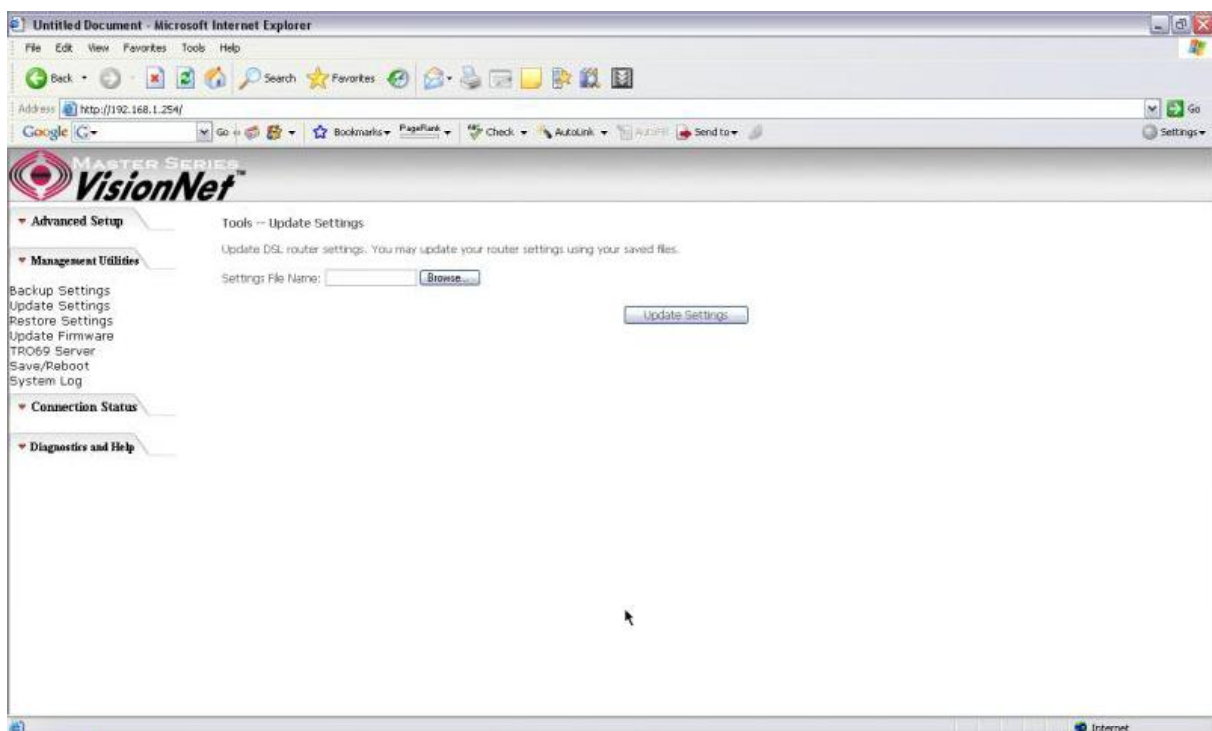 Untitled Document - Microsoft Internet Explorer
File Edit View Favorites Tools Help
Back Search Favorites
Address http://192.168.1.254/ Go
Google G Go Bookmarks PageRank Check AutoLink AutoFill Send to Settings
MASTER SERIES
VisionNet™
Advanced Setup
Tools -- Update Settings
Update DSL router settings. You may update your router settings using your saved files.
Management Utilities
Settings File Name: Browse...
Backup Settings
Update Settings
Restore Settings
Update Settings
Update Firmware
TRO69 Server
Save/Reboot
System Log
Connection Status
Diagnostics and Help
Internet